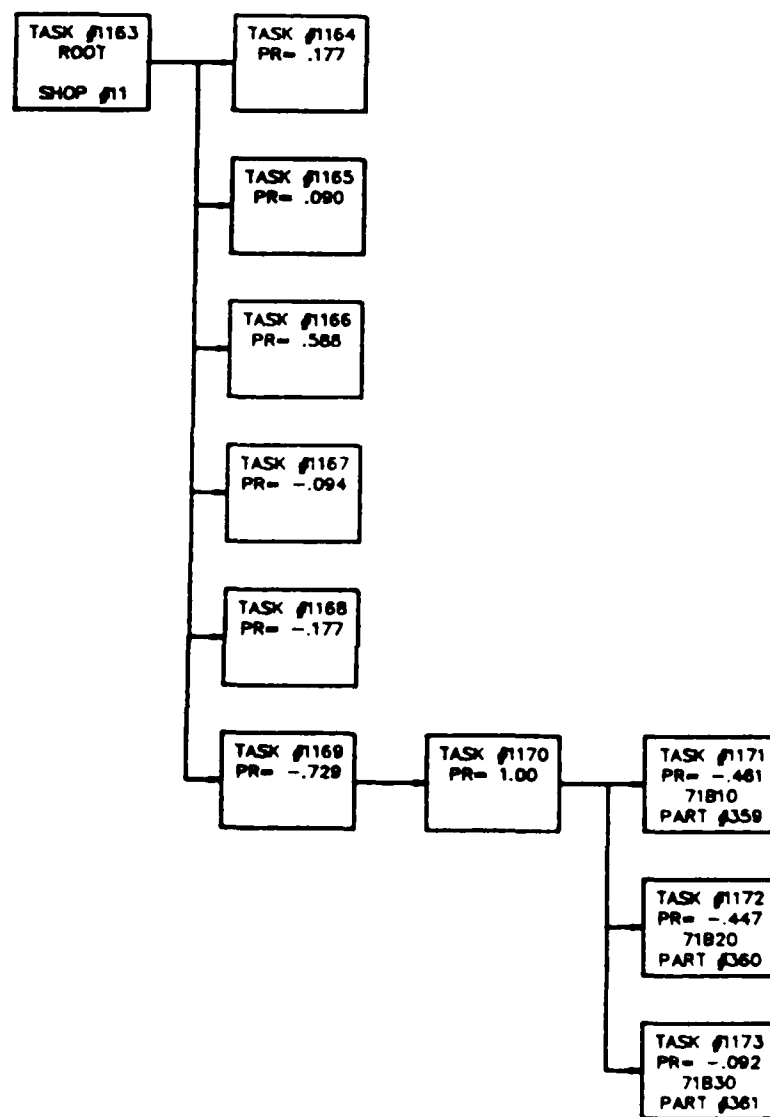 TASK #1163
ROOT
SHOP #11
TASK #1164
PR= .177
TASK #1165
PR= .090
TASK #1166
PR= .588
TASK #1167
PR= -.094
TASK #1168
PR= -.177
TASK #1169
PR= -.729
TASK #1170
PR= 1.00
TASK #1171
PR= -.461
71B10
PART #359
TASK #1172
PR= -.447
71B20
PART #360
TASK #1173
PR= -.092
71B30
PART #361